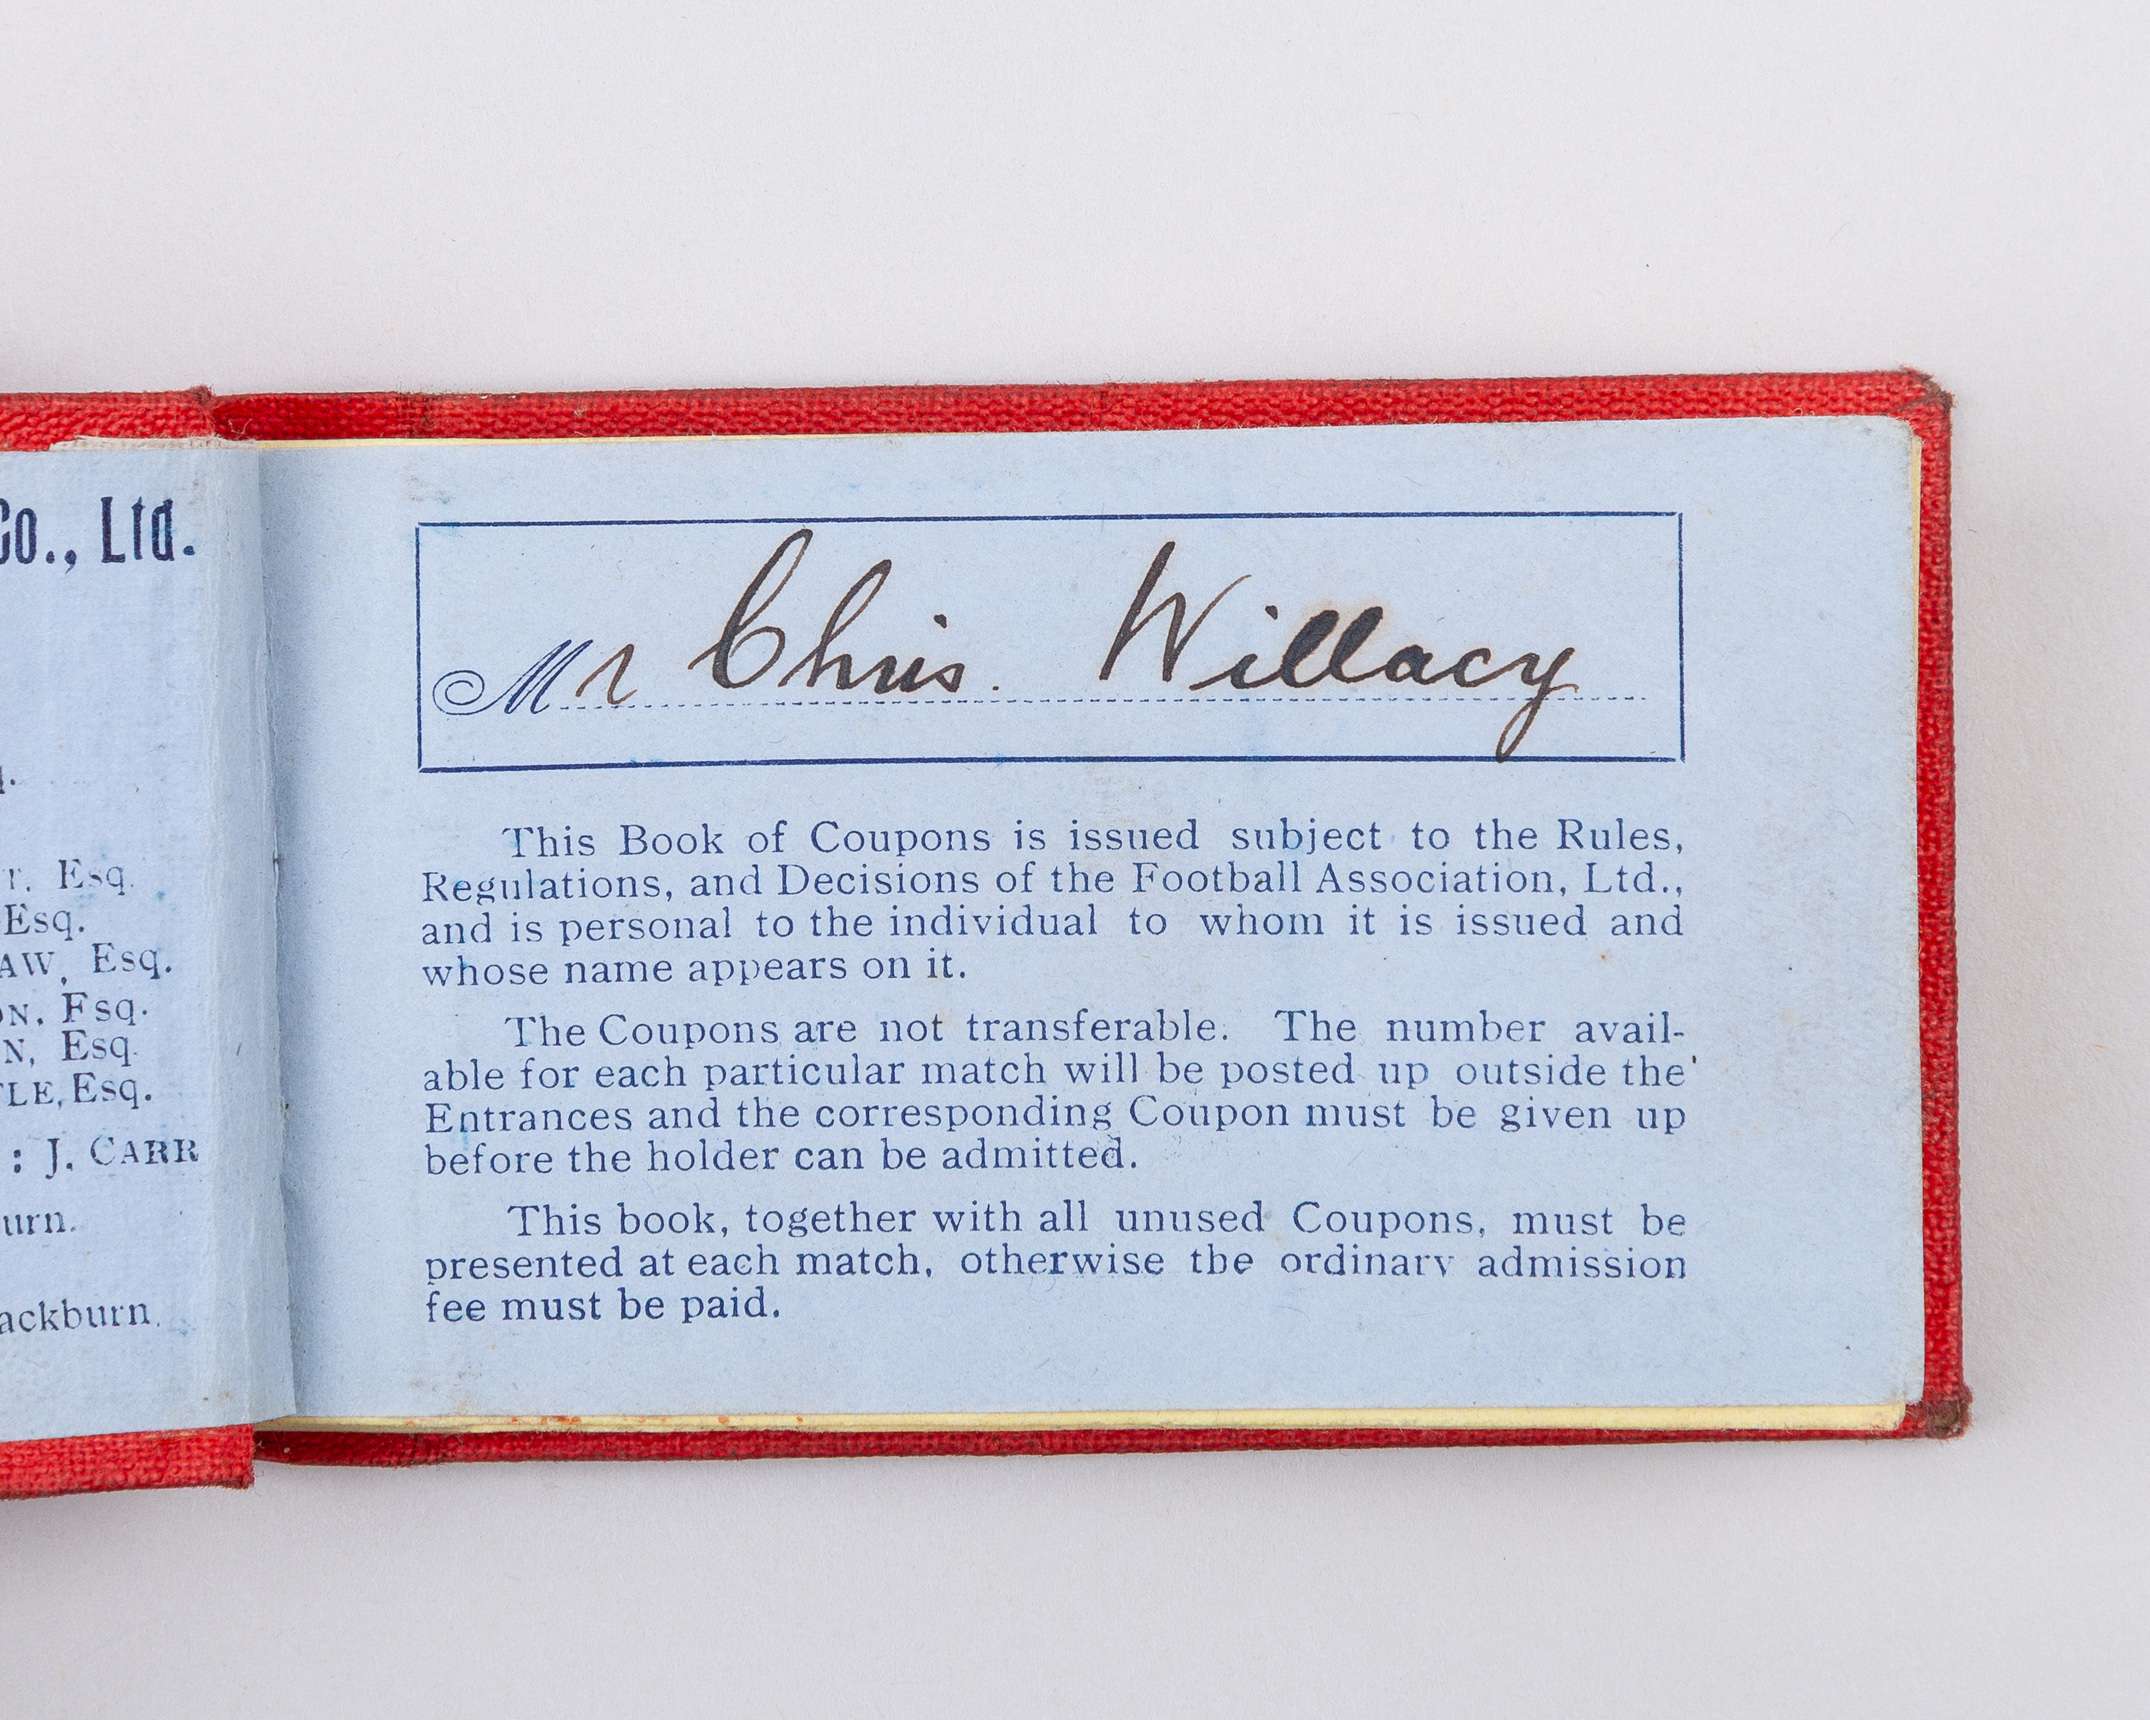 Co., Ltd.
Esq.
Esq.
AW, Esq.
ON, Esq.
N, Esq.
TLE, Esq.
: J. CARR
urn.
ackburn.
Mr Chris. Willacy
This Book of Coupons is issued subject to the Rules,
Regulations, and Decisions of the Football Association, Ltd.,
and is personal to the individual to whom it is issued and
whose name appears on it.
The Coupons are not transferable. The number avail-
able for each particular match will be posted up outside the
Entrances and the corresponding Coupon must be given up
before the holder can be admitted.
This book, together with all unused Coupons, must be
presented at each match, otherwise the ordinary admission
fee must be paid.